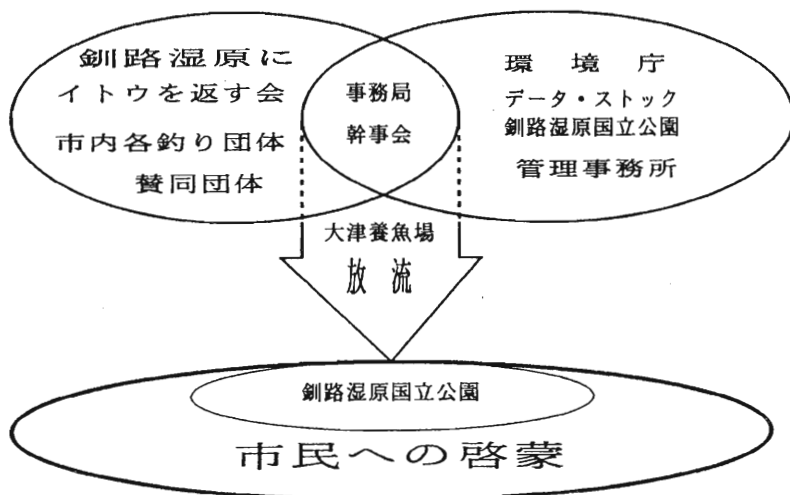 釧路湿原に
イトウを返す会
市内各釣り団体
賛同団体
事務局
幹事会
環境庁
データ・ストック
釧路湿原国立公園
管理事務所
大津養魚場
放流
釧路湿原国立公園
市民への啓蒙